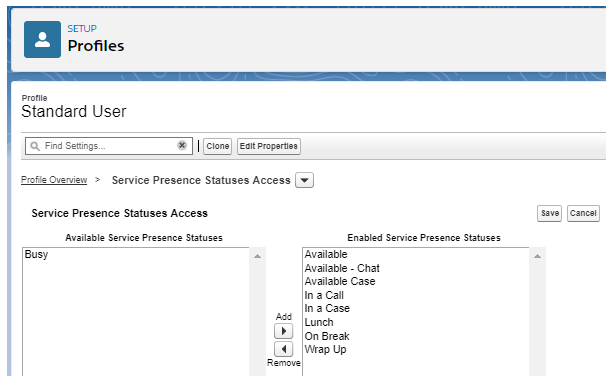 SETUP
Profiles
Profile
Standard User
Find Settings...
Clone
Edit Properties
Profile Overview > Service Presence Statuses Access
Service Presence Statuses Access
Save
Cancel
Available Service Presence Statuses
Busy
Add
Remove
Enabled Service Presence Statuses
Available
Available - Chat
Available Case
In a Call
In a Case
Lunch
On Break
Wrap Up